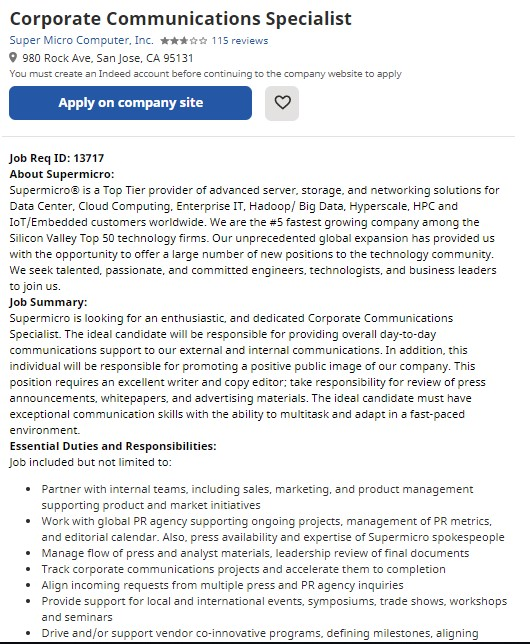 Corporate Communications Specialist
Super Micro Computer, Inc. 115 reviews
980 Rock Ave, San Jose, CA 95131
You must create an Indeed account before continuing to the company website to apply
Apply on company site
Job Req ID: 13717
About Supermicro:
Supermicro® is a Top Tier provider of advanced server, storage, and networking solutions for
Data Center, Cloud Computing, Enterprise IT, Hadoop/ Big Data, Hyperscale, HPC and
IoT/Embedded customers worldwide. We are the #5 fastest growing company among the
Silicon Valley Top 50 technology firms. Our unprecedented global expansion has provided us
with the opportunity to offer a large number of new positions to the technology community.
We seek talented, passionate, and committed engineers, technologists, and business leaders
to join us.
Job Summary:
Supermicro is looking for an enthusiastic, and dedicated Corporate Communications
Specialist. The ideal candidate will be responsible for providing overall day-to-day
communications support to our external and internal communications. In addition, this
individual will be responsible for promoting a positive public image of our company. This
position requires an excellent writer and copy editor; take responsibility for review of press
announcements, whitepapers, and advertising materials. The ideal candidate must have
exceptional communication skills with the ability to multitask and adapt in a fast-paced
environment.
Essential Duties and Responsibilities:
Job included but not limited to:
• Partner with internal teams, including sales, marketing, and product management
supporting product and market initiatives
• Work with global PR agency supporting ongoing projects, management of PR metrics,
and editorial calendar. Also, press availability and expertise of Supermicro spokespeople
• Manage flow of press and analyst materials, leadership review of final documents
• Track corporate communications projects and accelerate them to completion
• Align incoming requests from multiple press and PR agency inquiries
• Provide support for local and international events, symposiums, trade shows, workshops
and seminars
• Drive and/or support vendor co-innovative programs, defining milestones, aligning